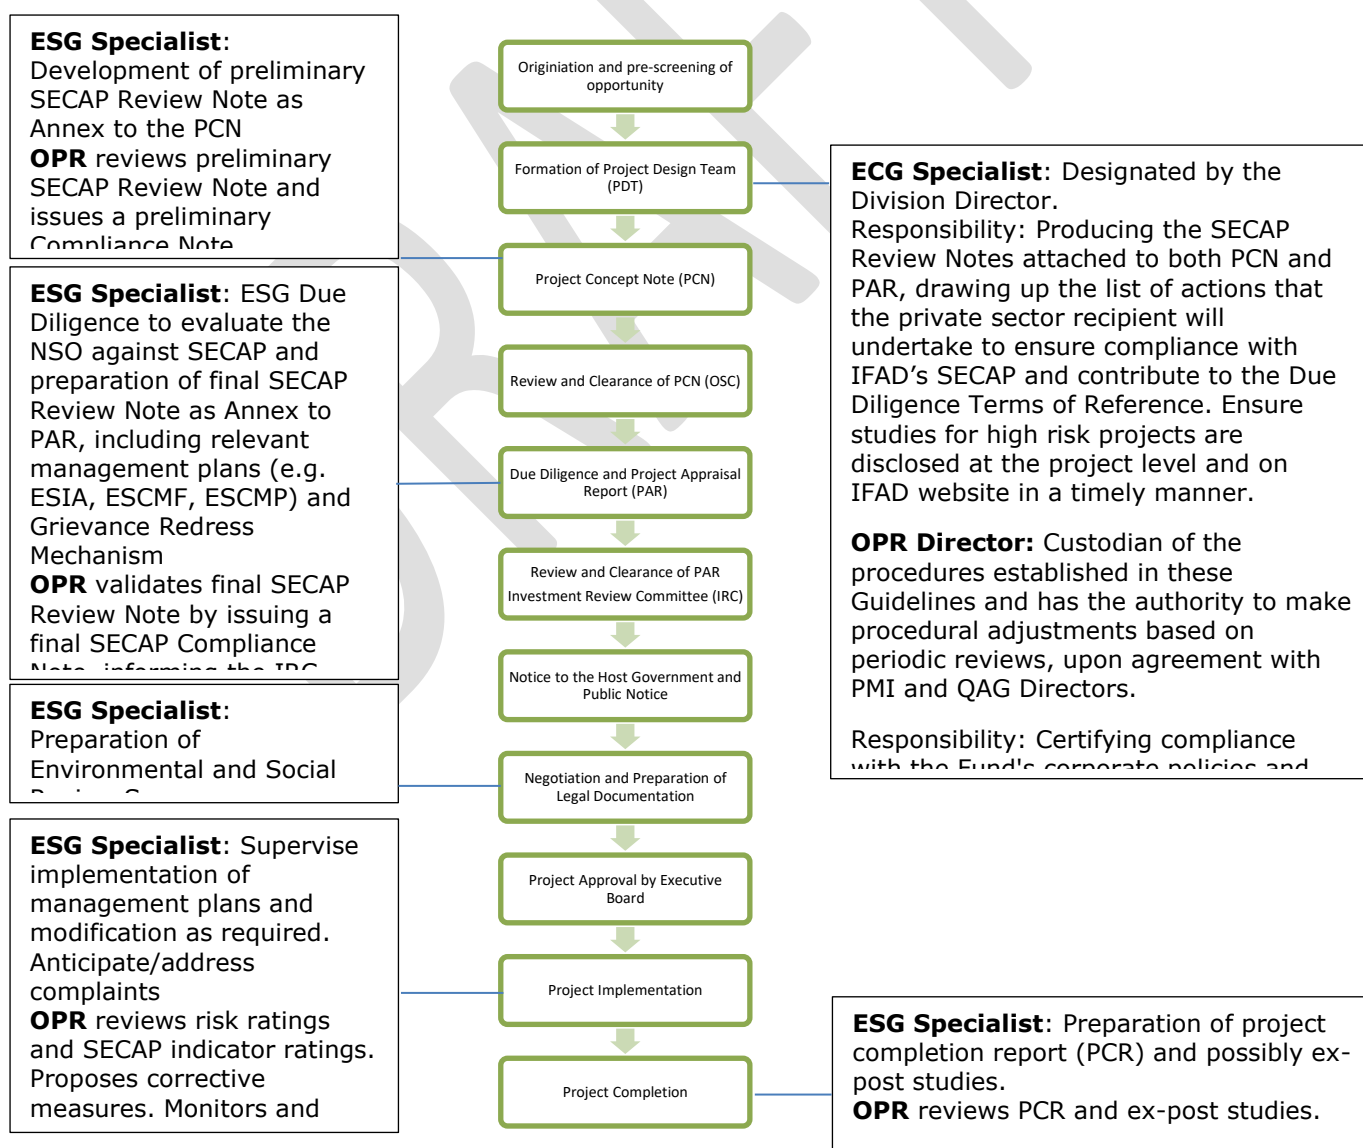 ESG Specialist:
Development of preliminary
SECAP Review Note as
Annex to the PCN
OPR reviews preliminary
SECAP Review Note and
issues a preliminary
Compliance Note
ESG Specialist: ESG Due
Diligence to evaluate the
NSO against SECAP and
preparation of final SECAP
Review Note as Annex to
PAR, including relevant
management plans (e.g.
ESIA, ESCMF, ESCMP) and
Grievance Redress
Mechanism
OPR validates final SECAP
Review Note by issuing a
final SECAP Compliance
Note, informing the IRC
ESG Specialist:
Preparation of
Environmental and Social
ESG Specialist: Supervise
implementation of
management plans and
modification as required.
Anticipate/address
complaints
OPR reviews risk ratings
and SECAP indicator ratings.
Proposes corrective
measures. Monitors and
Originiation and pre-screening of
opportunity
Formation of Project Design Team
(PDT)
Project Concept Note (PCN)
Review and Clearance of PCN (OSC)
Due Diligence and Project Appraisal
Report (PAR)
Review and Clearance of PAR
Investment Review Committee (IRC)
Notice to the Host Government and
Public Notice
Negotiation and Preparation of
Legal Documentation
Project Approval by Executive
Board
Project Implementation
Project Completion
ECG Specialist: Designated by the
Division Director.
Responsibility: Producing the SECAP
Review Notes attached to both PCN and
PAR, drawing up the list of actions that
the private sector recipient will
undertake to ensure compliance with
IFAD’s SECAP and contribute to the Due
Diligence Terms of Reference. Ensure
studies for high risk projects are
disclosed at the project level and on
IFAD website in a timely manner.
OPR Director: Custodian of the
procedures established in these
Guidelines and has the authority to make
procedural adjustments based on
periodic reviews, upon agreement with
PMI and QAG Directors.
Responsibility: Certifying compliance
with the Fund's corporate policies and
ESG Specialist: Preparation of project
completion report (PCR) and possibly ex-
post studies.
OPR reviews PCR and ex-post studies.